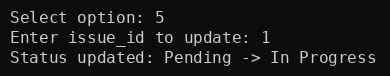 Select option: 5
Enter issue_id to update: 1
Status updated: Pending -> In Progress